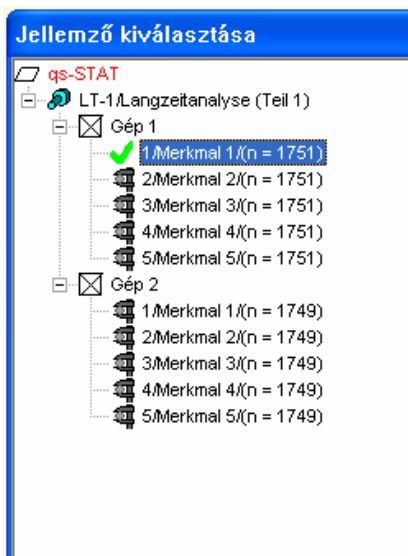 Jellemző kiválasztása
qs-STAT
LT-1/Langzeitanalyse (Teil 1)
Gép 1
1/Merkmal 1/(n = 1751)
2/Merkmal 2/(n = 1751)
3/Merkmal 3/(n = 1751)
4/Merkmal 4/(n = 1751)
5/Merkmal 5/(n = 1751)
Gép 2
1/Merkmal 1/(n = 1749)
2/Merkmal 2/(n = 1749)
3/Merkmal 3/(n = 1749)
4/Merkmal 4/(n = 1749)
5/Merkmal 5/(n = 1749)